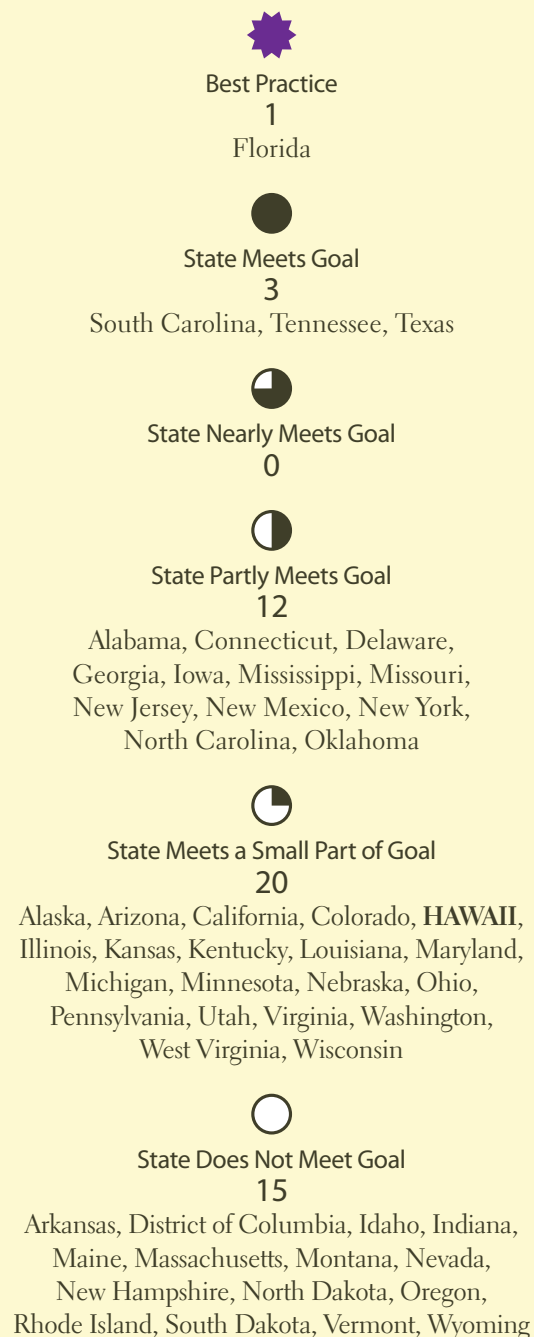 Best Practice
1
Florida
State Meets Goal
3
South Carolina, Tennessee, Texas
State Nearly Meets Goal
0
State Partly Meets Goal
12
Alabama, Connecticut, Delaware,
Georgia, Iowa, Mississippi, Missouri,
New Jersey, New Mexico, New York,
North Carolina, Oklahoma
State Meets a Small Part of Goal
20
Alaska, Arizona, California, Colorado, HAWAII,
Illinois, Kansas, Kentucky, Louisiana, Maryland,
Michigan, Minnesota, Nebraska, Ohio,
Pennsylvania, Utah, Virginia, Washington,
West Virginia, Wisconsin
State Does Not Meet Goal
15
Arkansas, District of Columbia, Idaho, Indiana,
Maine, Massachusetts, Montana, Nevada,
New Hampshire, North Dakota, Oregon,
Rhode Island, South Dakota, Vermont, Wyoming